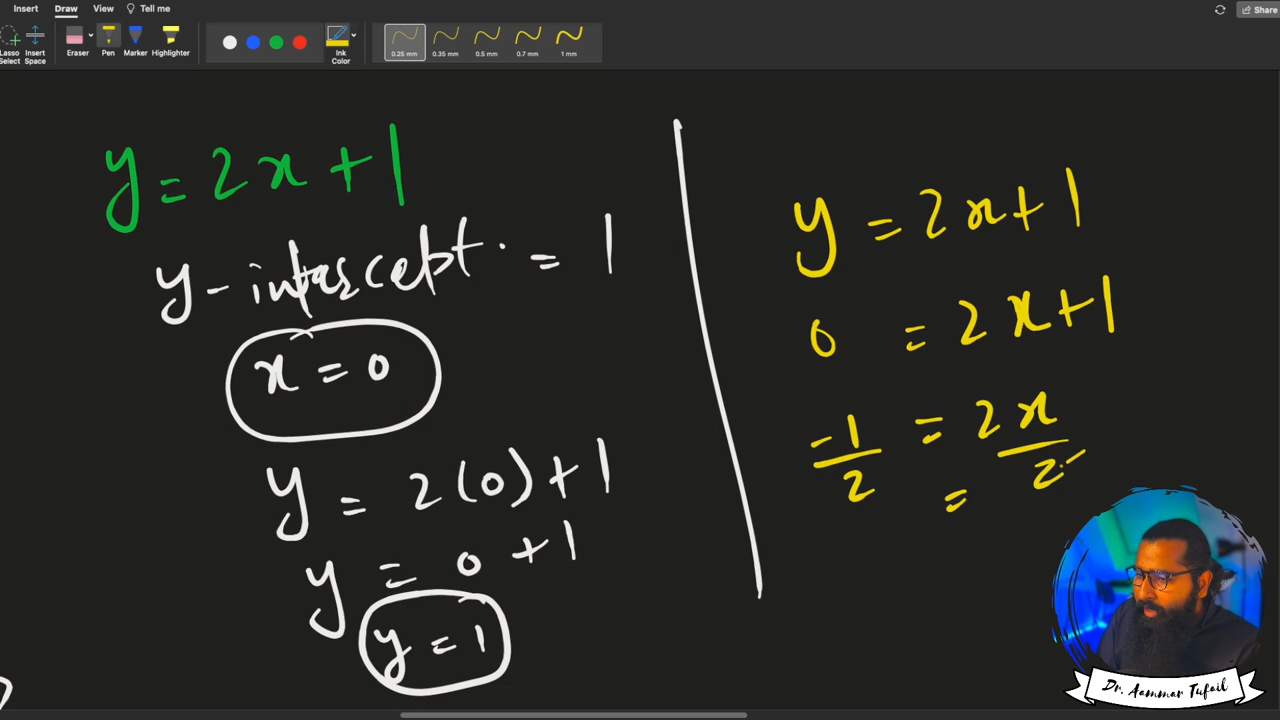 Insert Draw View Tell me
Share
Lasso Select
Insert Space
Eraser
Pen
Marker
Highlighter
Ink Color
0.25 mm 0.35 mm 0.5 mm 0.7 mm 1 mm
y = 2x + 1
y-intercept = 1
x = 0
y = 2(0) + 1
y = 0 + 1
y = 1
y = 2x + 1
0 = 2x + 1
-1/2 = 2x/2
=
Dr. Aammar Tufail